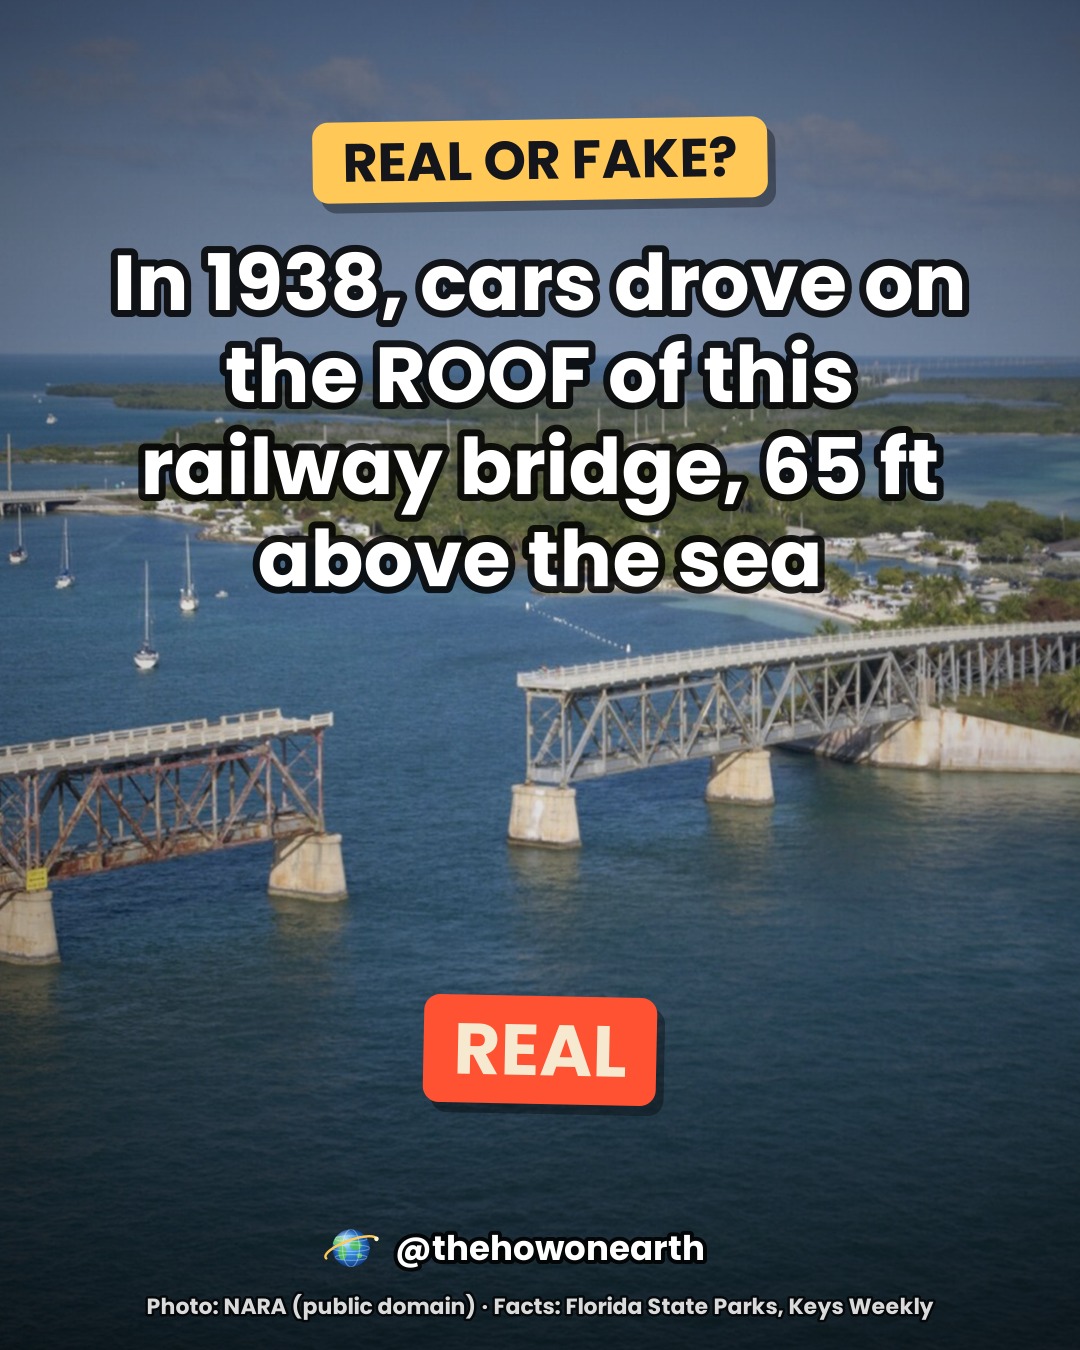 REAL OR FAKE?
In 1938, cars drove on
the ROOF of this
railway bridge, 65 ft
above the sea
REAL
@thehowonearth
Photo: NARA (public domain) · Facts: Florida State Parks, Keys Weekly